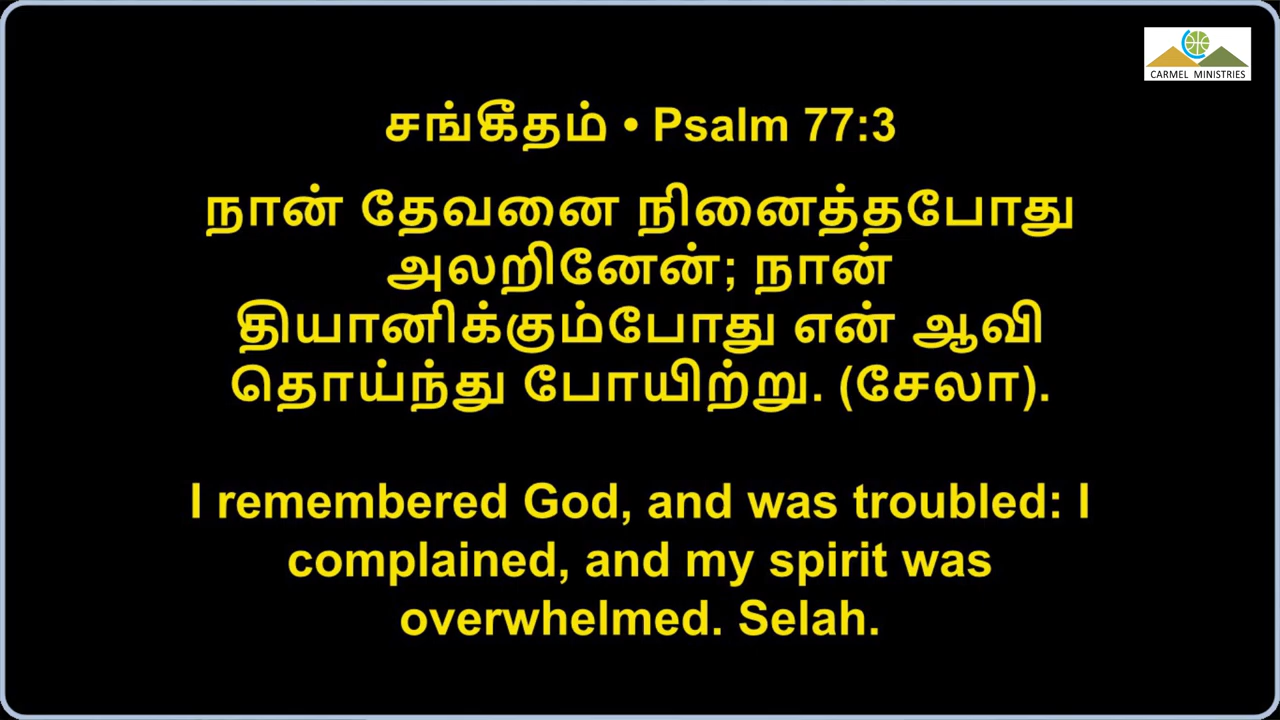 CARMEL MINISTRIES
சங்கீதம் • Psalm 77:3
நான் தேவனை நினைத்தபோது
அலறினேன்; நான்
தியானிக்கும்போது என் ஆவி
தொய்ந்து போயிற்று. (சேலா).
I remembered God, and was troubled: I
complained, and my spirit was
overwhelmed. Selah.